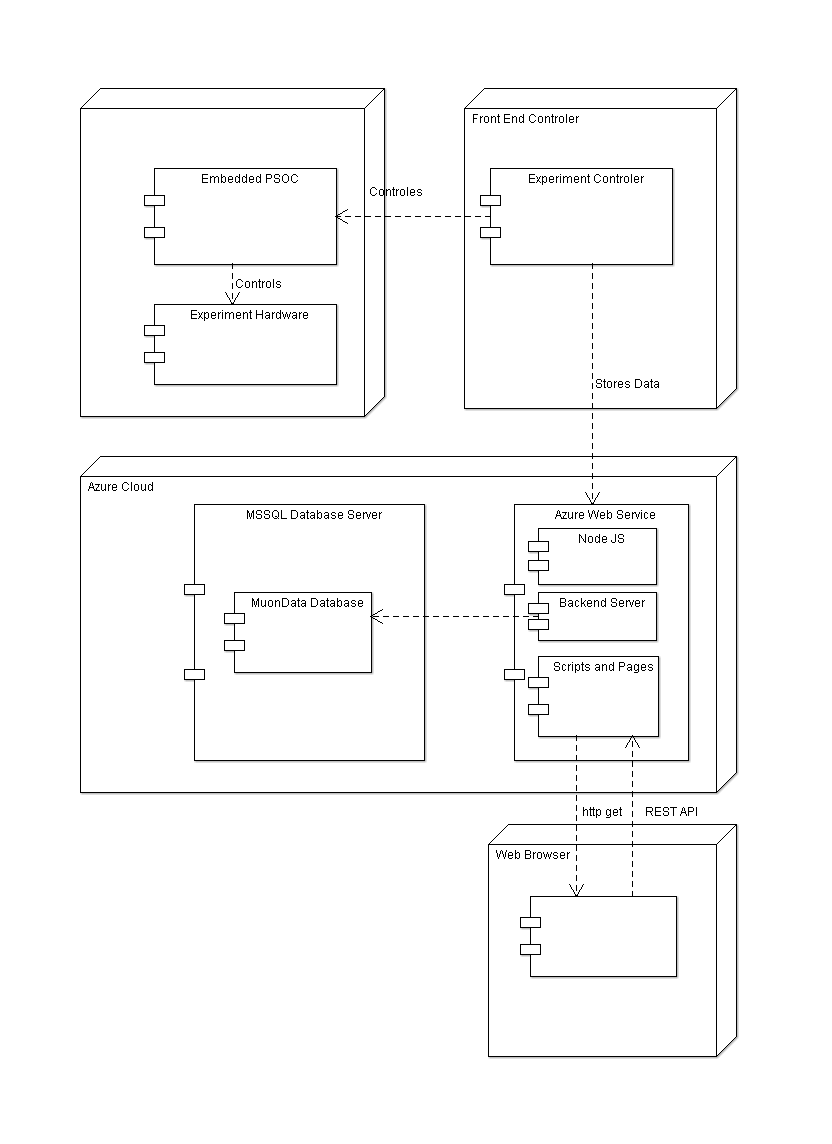 Front End Controler
Embedded PSOC
Experiment Controler
Controles
Controls
Experiment Hardware
Stores Data
Azure Cloud
MSSQL Database Server
Azure Web Service
Node JS
MuonData Database
Backend Server
Scripts and Pages
http get
REST API
Web Browser